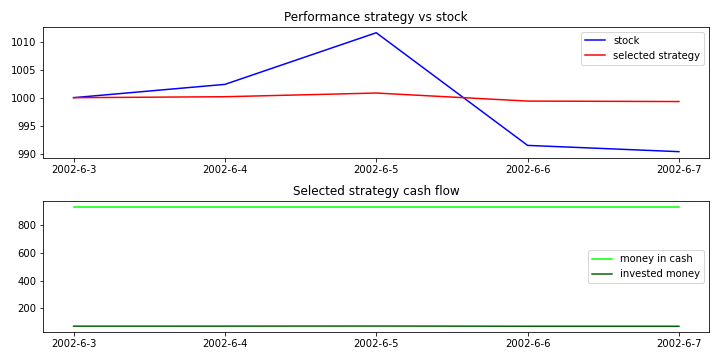 Performance strategy vs stock
1010
1005
1000
995
990
stock
selected strategy
2002-6-3 2002-6-4 2002-6-5 2002-6-6 2002-6-7
Selected strategy cash flow
800
600
400
200
money in cash
invested money
2002-6-3 2002-6-4 2002-6-5 2002-6-6 2002-6-7